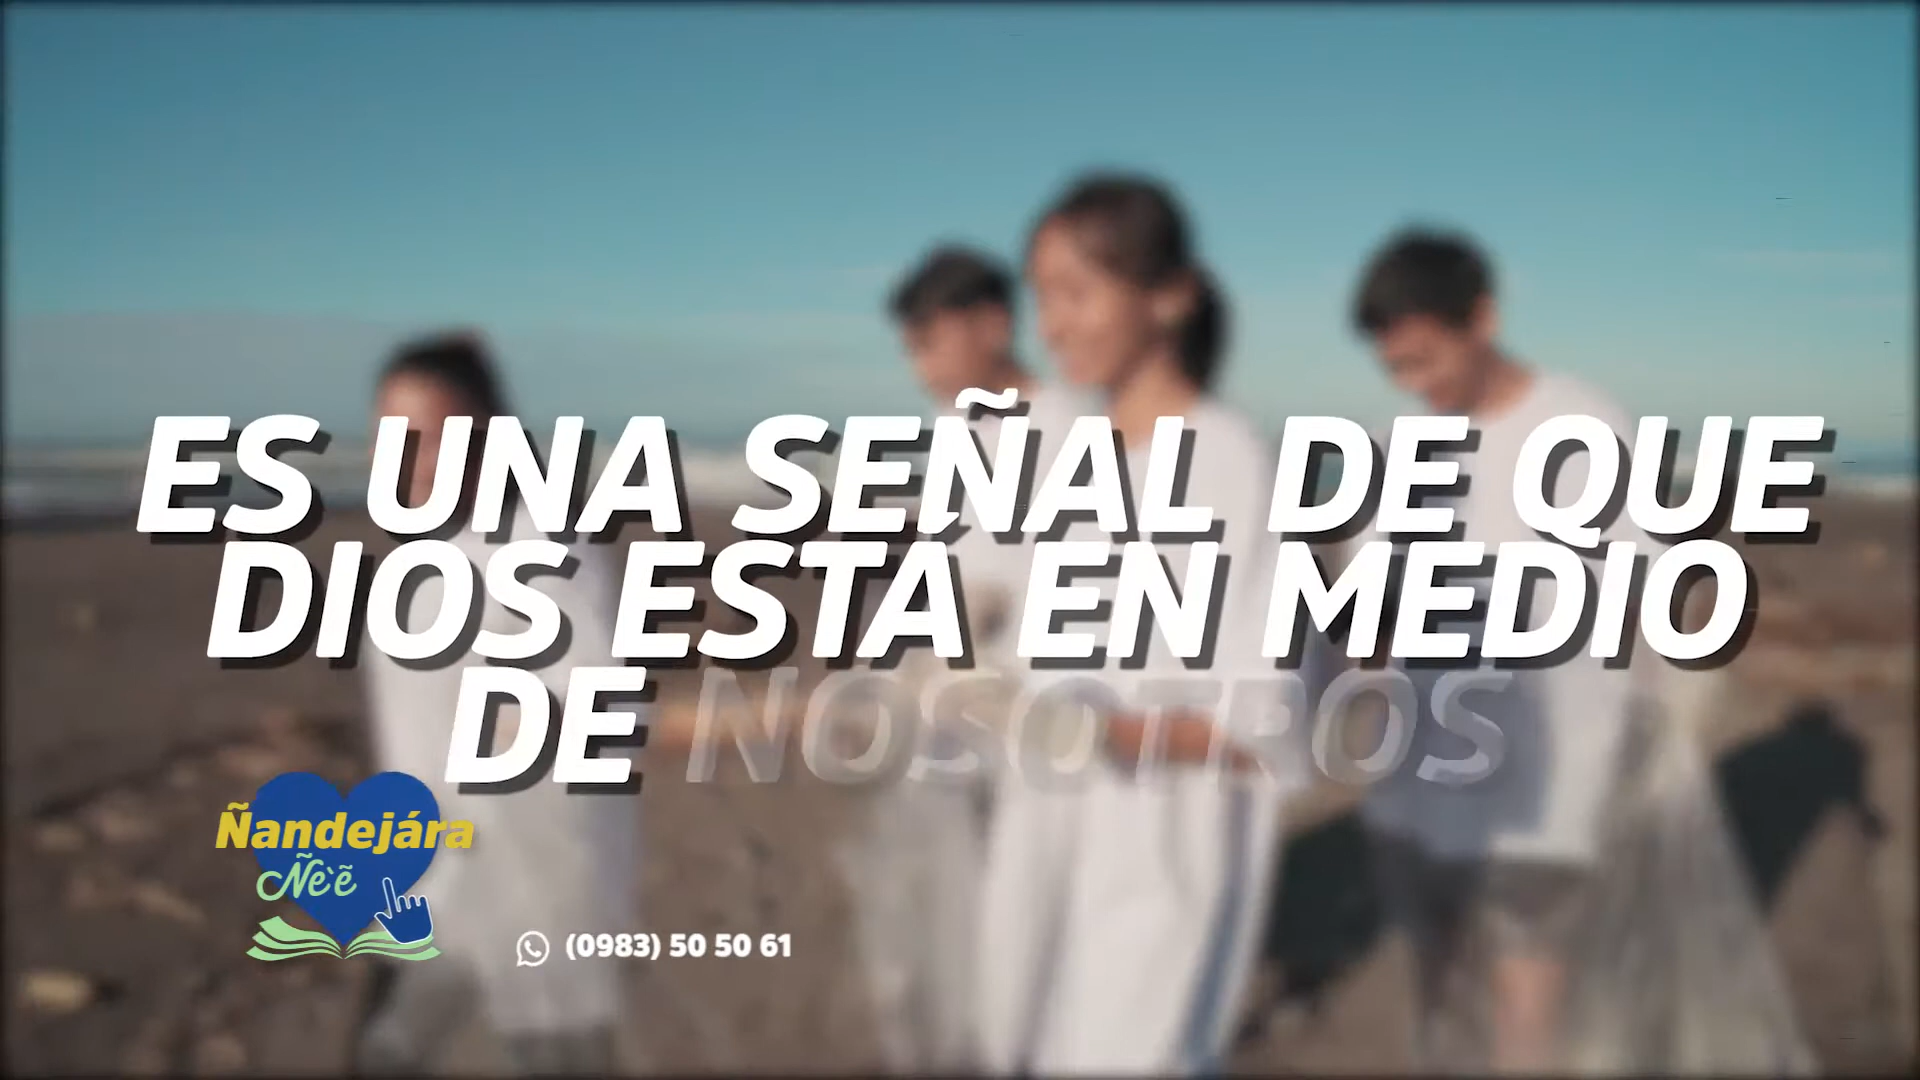 ES UNA SEÑAL DE QUE
DIOS ESTÁ EN MEDIO
DE NOSOTROS
Ñandejára
Ñe'ẽ
(0983) 50 50 61